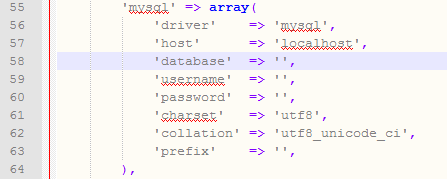 55 'mysql' => array(
56 'driver' => 'mysql',
57 'host' => 'localhost',
58 'database' => '',
59 'username' => '',
60 'password' => '',
61 'charset' => 'utf8',
62 'collation' => 'utf8_unicode_ci',
63 'prefix' => '',
64 ),